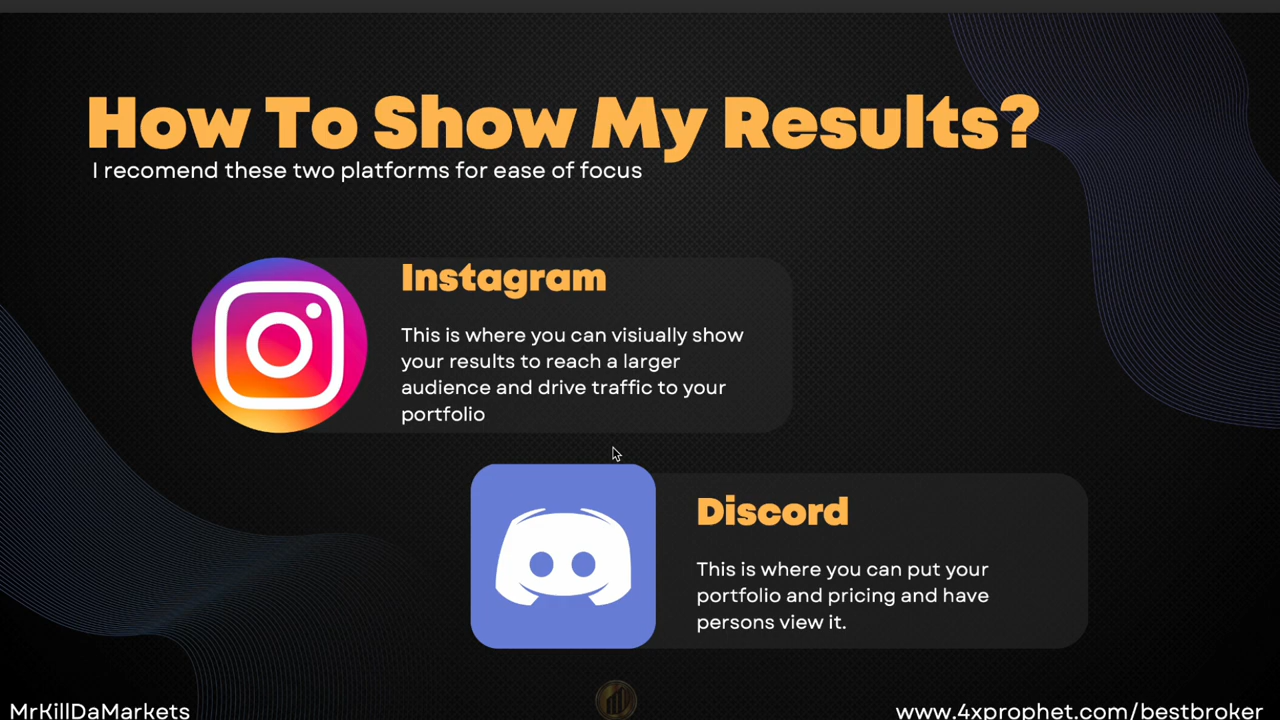 How To Show My Results?
I recomend these two platforms for ease of focus
Instagram
This is where you can visiually show
your results to reach a larger
audience and drive traffic to your
portfolio
Discord
This is where you can put your
portfolio and pricing and have
persons view it.
MrKillDaMarkets
www.4xprophet.com/bestbroker